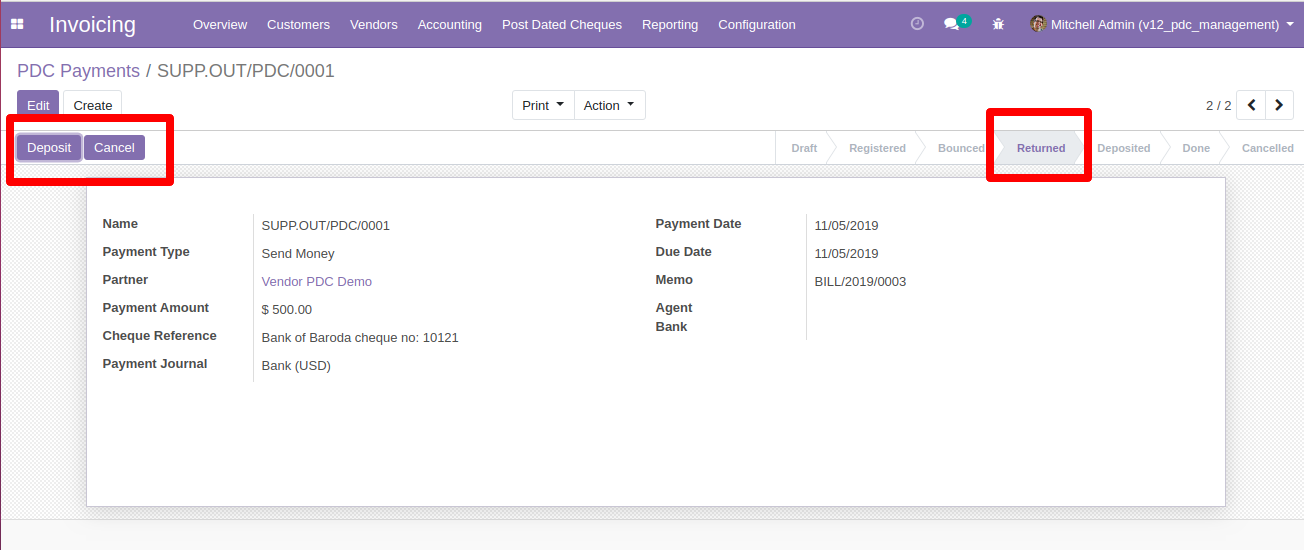 Invoicing Overview Customers Vendors Accounting Post Dated Cheques Reporting Configuration 4 Mitchell Admin (v12_pdc_management)
PDC Payments / SUPP.OUT/PDC/0001
Edit Create Print Action 2 / 2
Deposit Cancel Draft Registered Bounced Returned Deposited Done Cancelled
Name SUPP.OUT/PDC/0001
Payment Type Send Money
Partner Vendor PDC Demo
Payment Amount $ 500.00
Cheque Reference Bank of Baroda cheque no: 10121
Payment Journal Bank (USD)
Payment Date 11/05/2019
Due Date 11/05/2019
Memo BILL/2019/0003
Agent
Bank